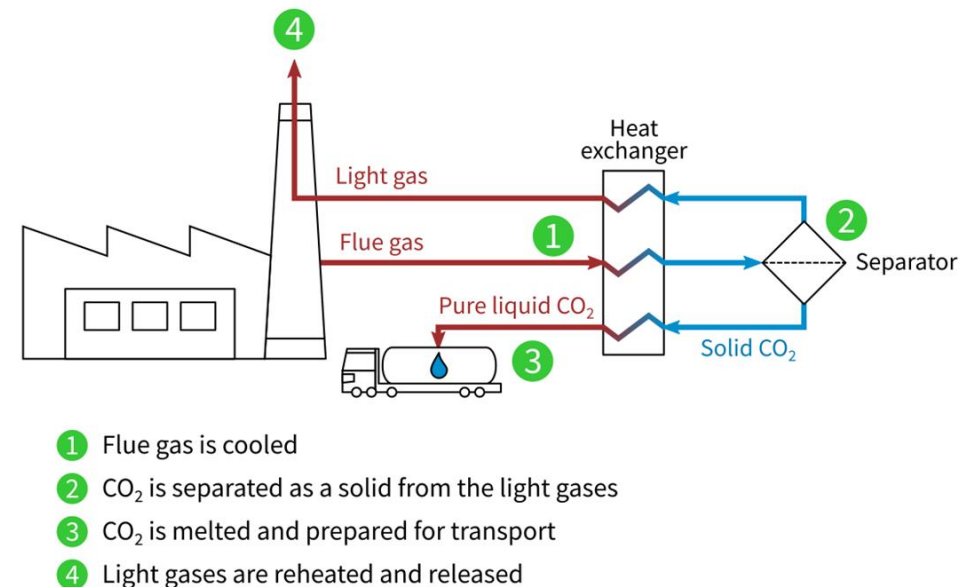 4
Heat
exchanger
Light gas
2
1
Flue gas
Separator
Pure liquid CO₂
Solid CO₂
3
1 Flue gas is cooled
2 CO₂ is separated as a solid from the light gases
3 CO₂ is melted and prepared for transport
4 Light gases are reheated and released